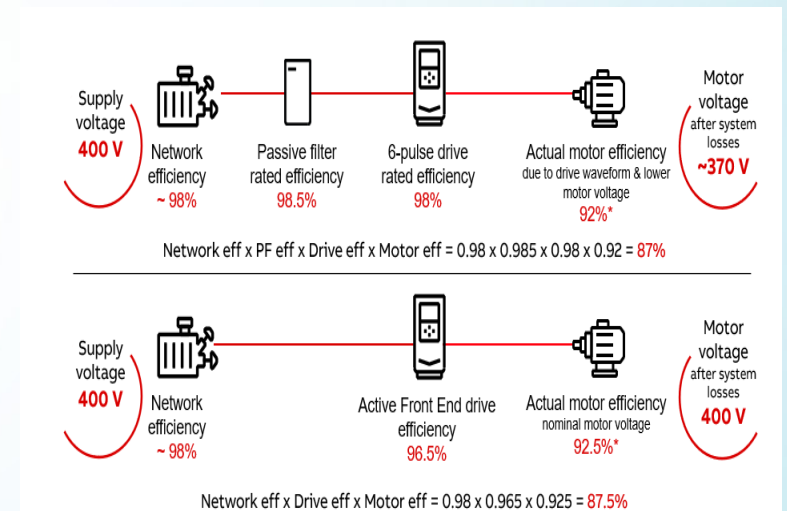 Supply
voltage
400 V
Network
efficiency
~ 98%
Passive filter
rated efficiency
98.5%
6-pulse drive
rated efficiency
98%
Actual motor efficiency
due to drive waveform & lower
motor voltage
92%*
Motor
voltage
after system
losses
~370 V
Network eff x PF eff x Drive eff x Motor eff = 0.98 x 0.985 x 0.98 x 0.92 = 87%
Supply
voltage
400 V
Network
efficiency
~ 98%
Active Front End drive
efficiency
96.5%
Actual motor efficiency
nominal motor voltage
92.5%*
Motor
voltage
after system
losses
400 V
Network eff x Drive eff x Motor eff = 0.98 x 0.965 x 0.925 = 87.5%